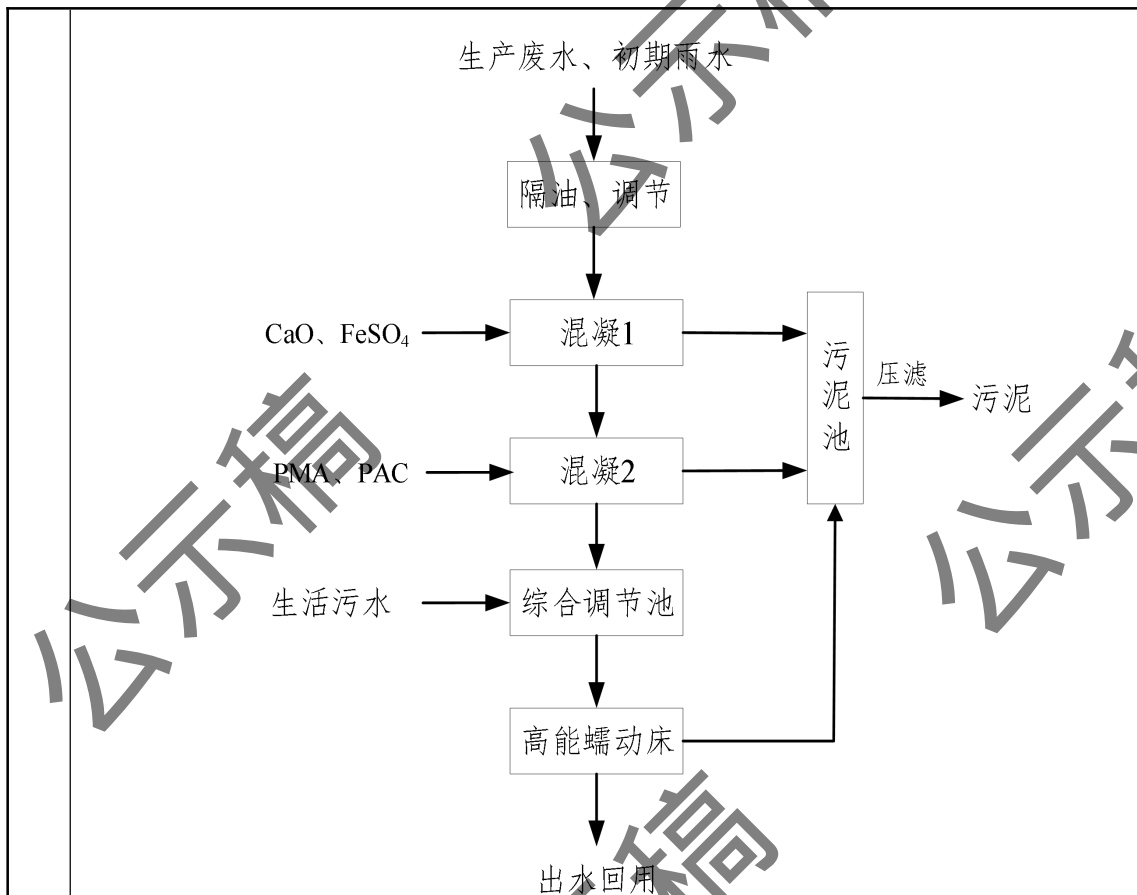 生产废水、初期雨水
隔油、调节
CaO、FeSO₄
混凝1
污泥池
压滤
污泥
PMA、PAC
混凝2
生活污水
综合调节池
高能蠕动床
出水回用
公示稿
公示稿
公示稿
公示稿